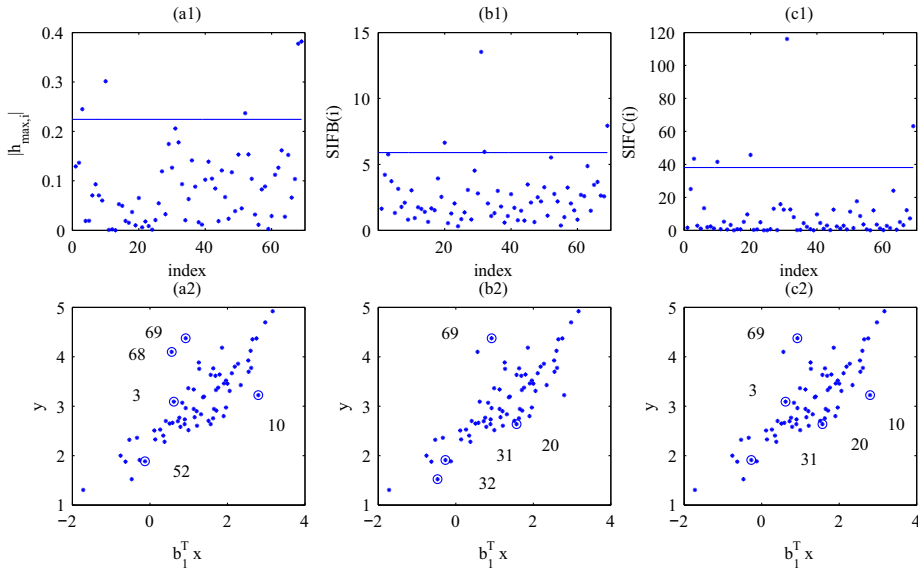 (a1) (b1) (c1)
0.4 15 120
100
0.3
10 80
0.2 60
5 40
0.1
20
0 0 0
|h_max,i| SIFB(i) SIFC(i)
0 20 40 60 0 20 40 60 0 20 40 60
index index index
(a2) (b2) (c2)
5 5 5
4 4 4
3 3 3
2 2 2
1 1 1
y y y
69 69 69
68
3 3
10 10
52
31 20 31 20
32
−2 0 2 4 −2 0 2 4 −2 0 2 4
b_1^T x b_1^T x b_1^T x